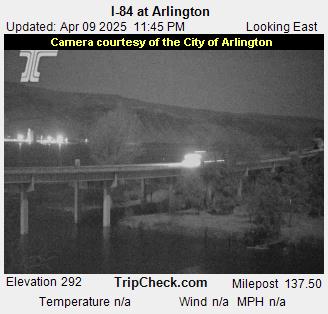 I-84 at Arlington
Updated: Apr 09 2025 11:45 PM Looking East
Camera courtesy of the City of Arlington
Elevation 292 TripCheck.com Milepost 137.50
Temperature n/a Wind n/a MPH n/a